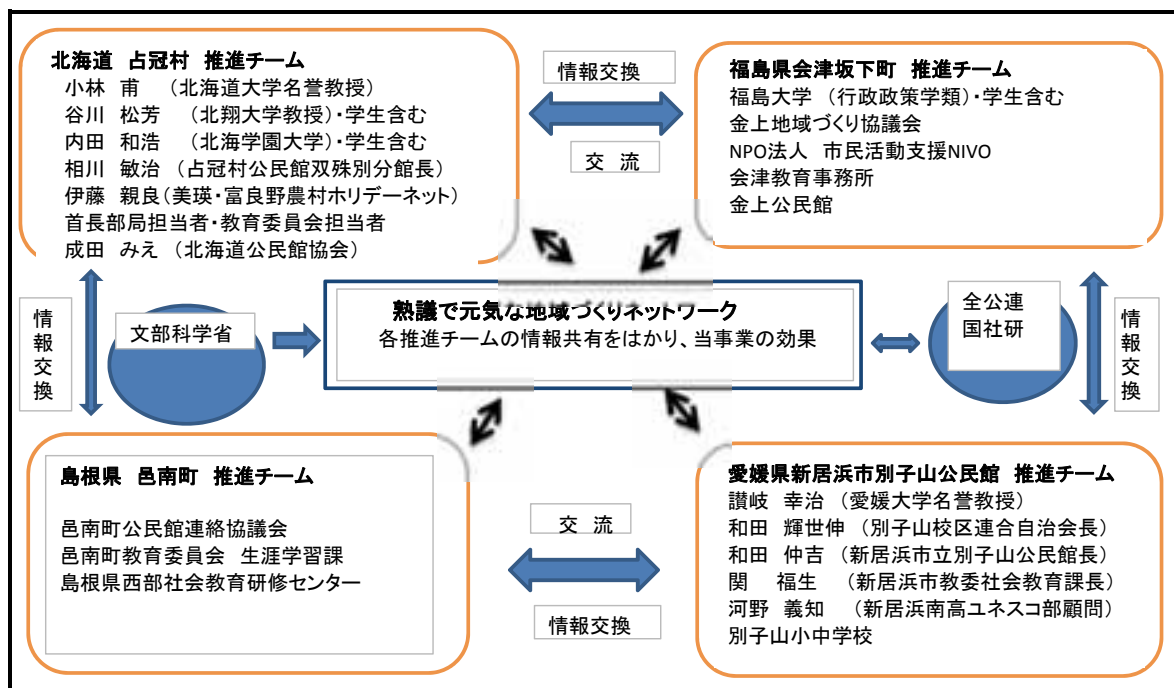 北海道 占冠村 推進チーム
小林 甫 (北海道大学名誉教授)
谷川 松芳 (北翔大学教授)・学生含む
内田 和浩 (北海学園大学)・学生含む
相川 敏治 (占冠村公民館双殊別分館長)
伊藤 親良(美瑛・富良野農村ホリデーネット)
首長部局担当者・教育委員会担当者
成田 みえ (北海道公民館協会)
情報交換
交 流
福島県会津坂下町 推進チーム
福島大学 (行政政策学類)・学生含む
金上地域づくり協議会
NPO法人 市民活動支援NIVO
会津教育事務所
金上公民館
情報交換
文部科学省
熟議で元気な地域づくりネットワーク
各推進チームの情報共有をはかり、当事業の効果
全公連
国社研
情報交換
島根県 邑南町 推進チーム
邑南町公民館連絡協議会
邑南町教育委員会 生涯学習課
島根県西部社会教育研修センター
交 流
情報交換
愛媛県新居浜市別子山公民館 推進チーム
讃岐 幸治 (愛媛大学名誉教授)
和田 輝世伸 (別子山校区連合自治会長)
和田 仲吉 (新居浜市立別子山公民館長)
関 福生 (新居浜市教委社会教育課長)
河野 義知 (新居浜南高ユネスコ部顧問)
別子山小中学校